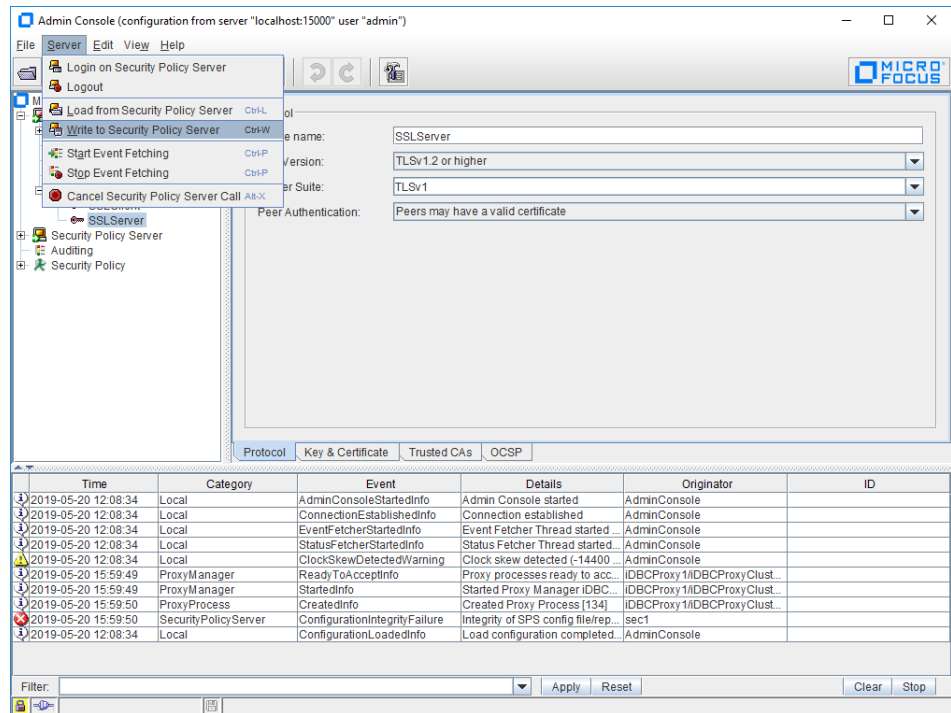 Admin Console (configuration from server "localhost:15000" user "admin")
File Server Edit View Help
MICRO FOCUS
Login on Security Policy Server
Logout
Load from Security Policy Server Ctrl-L
Write to Security Policy Server Ctrl-W
Start Event Fetching Ctrl-P
Stop Event Fetching Ctrl-P
Cancel Security Policy Server Call Alt-X
M
SSLServer
Security Policy Server
Auditing
Security Policy
ol
e name: SSLServer
Version: TLSv1.2 or higher
er Suite: TLSv1
Peer Authentication: Peers may have a valid certificate
Protocol Key & Certificate Trusted CAs OCSP
Time Category Event Details Originator ID
2019-05-20 12:08:34 Local AdminConsoleStartedInfo Admin Console started AdminConsole
2019-05-20 12:08:34 Local ConnectionEstablishedInfo Connection established AdminConsole
2019-05-20 12:08:34 Local EventFetcherStartedInfo Event Fetcher Thread started ... AdminConsole
2019-05-20 12:08:34 Local StatusFetcherStartedInfo Status Fetcher Thread started... AdminConsole
2019-05-20 12:08:34 Local ClockSkewDetectedWarning Clock skew detected (-14400 ... AdminConsole
2019-05-20 15:59:49 ProxyManager ReadyToAcceptInfo Proxy processes ready to acc... iDBCProxy1/iDBCProxyClust...
2019-05-20 15:59:49 ProxyManager StartedInfo Started Proxy Manager iDBC... iDBCProxy1/iDBCProxyClust...
2019-05-20 15:59:50 ProxyProcess CreatedInfo Created Proxy Process [134] iDBCProxy1/iDBCProxyClust...
2019-05-20 15:59:50 SecurityPolicyServer ConfigurationIntegrityFailure Integrity of SPS config file/rep... sec1
2019-05-20 12:08:34 Local ConfigurationLoadedInfo Load configuration completed... AdminConsole
Filter: Apply Reset Clear Stop